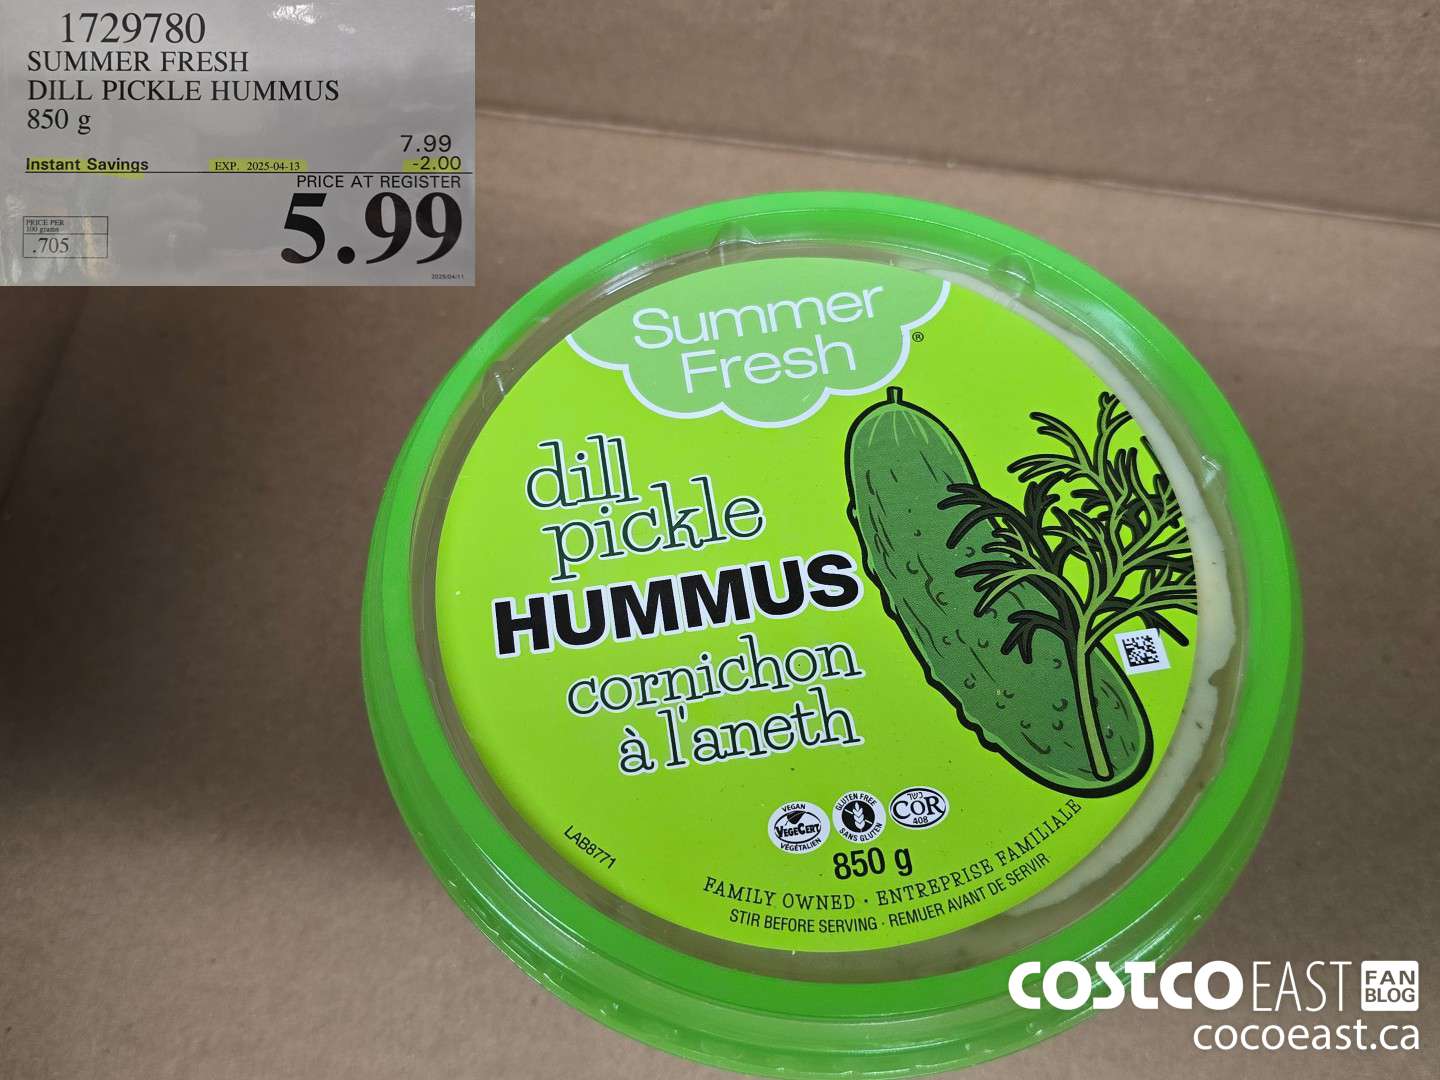 1729780
SUMMER FRESH
DILL PICKLE HUMMUS
850 g
7.99
Instant Savings EXP. 2025-04-13 -2.00
PRICE AT REGISTER
5.99
PRICE PER
100 grams
.705
2025/04/11
Summer
Fresh®
dill
pickle
HUMMUS
cornichon
à l'aneth
VEGAN
VEGECERT
VÉGÉTALIEN
GLUTEN FREE
SANS GLUTEN
כשר
COR
408
850 g
LAB8771
FAMILY OWNED · ENTREPRISE FAMILIALE
STIR BEFORE SERVING · REMUER AVANT DE SERVIR
COSTCO EAST FAN BLOG
cocoeast.ca